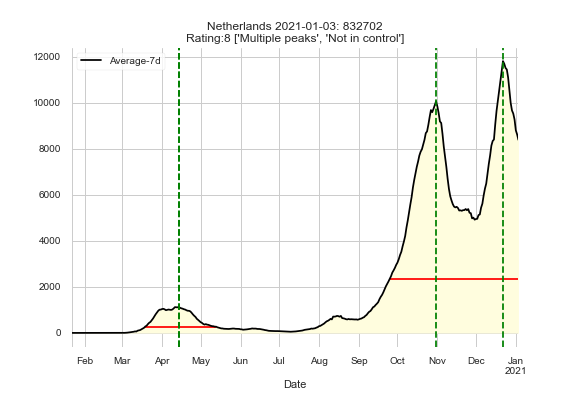 Netherlands 2021-01-03: 832702
Rating:8 ['Multiple peaks', 'Not in control']
Average-7d
12000
10000
8000
6000
4000
2000
0
Feb Mar Apr May Jun Jul Aug Sep Oct Nov Dec Jan
2021
Date